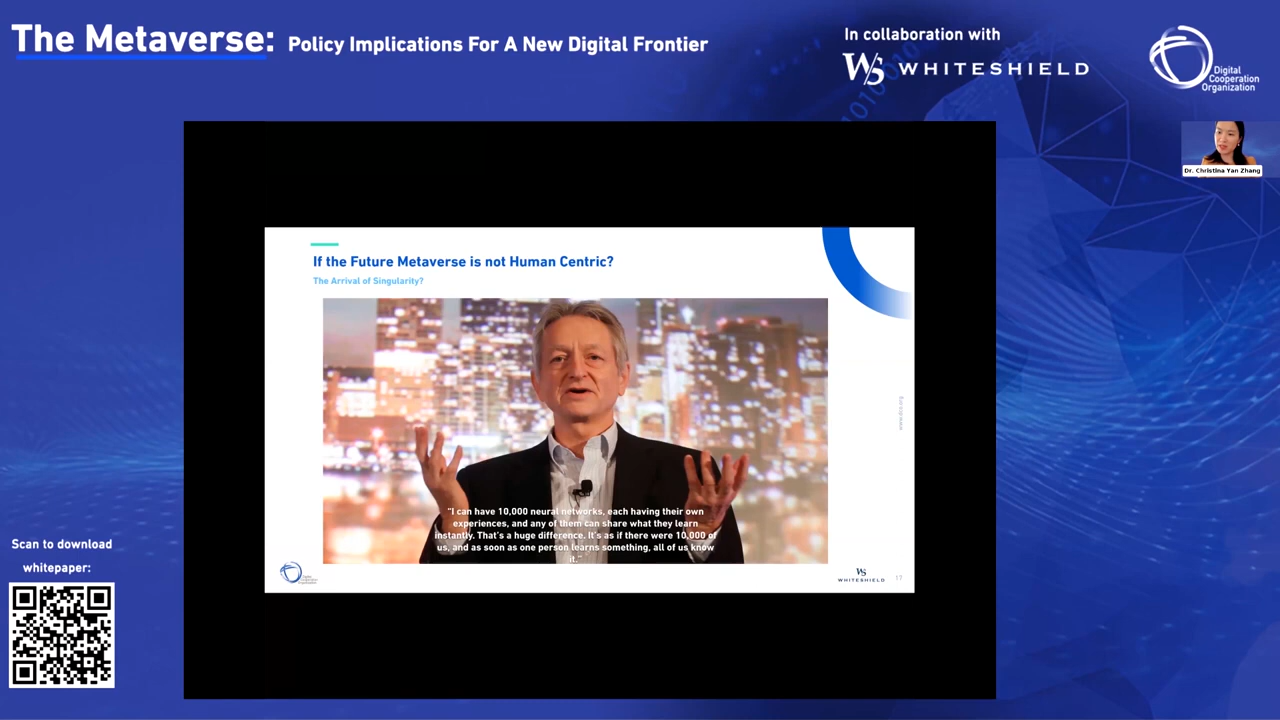 The Metaverse: Policy Implications For A New Digital Frontier
In collaboration with
WS WHITESHIELD
Digital
Cooperation
Organization
Dr. Christina Yan Zhang
If the Future Metaverse is not Human Centric?
The Arrival of Singularity?
"I can have 10,000 neural networks, each having their own
experiences, and any of them can share what they learn
instantly. That's a huge difference. It's as if there were 10,000 of
us, and as soon as one person learns something, all of us know
it."
WS
WHITESHIELD
17
Scan to download
whitepaper: